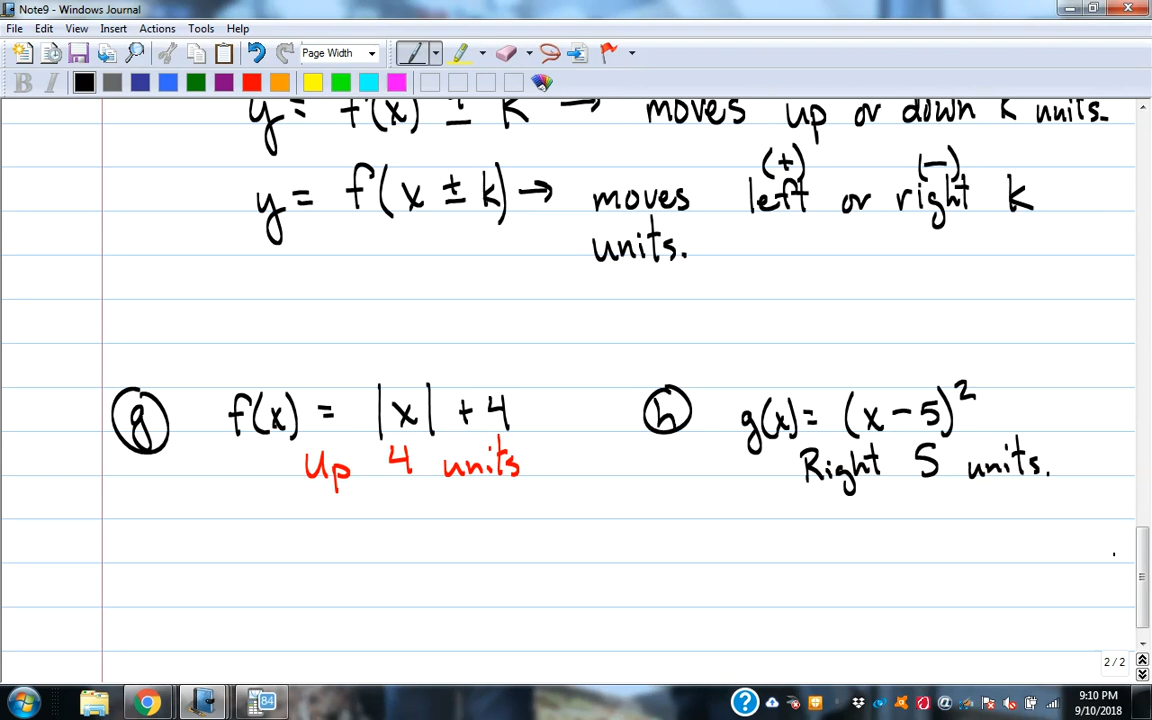 Note9 - Windows Journal
File Edit View Insert Actions Tools Help
Page Width
B I
y = f(x) ± k → moves up or down k units.
(+) (-)
y = f(x ± k) → moves left or right k
units.
g f(x) = |x| + 4 h g(x) = (x - 5)²
Up 4 units Right 5 units.
2 / 2
84 9:10 PM
9/10/2018